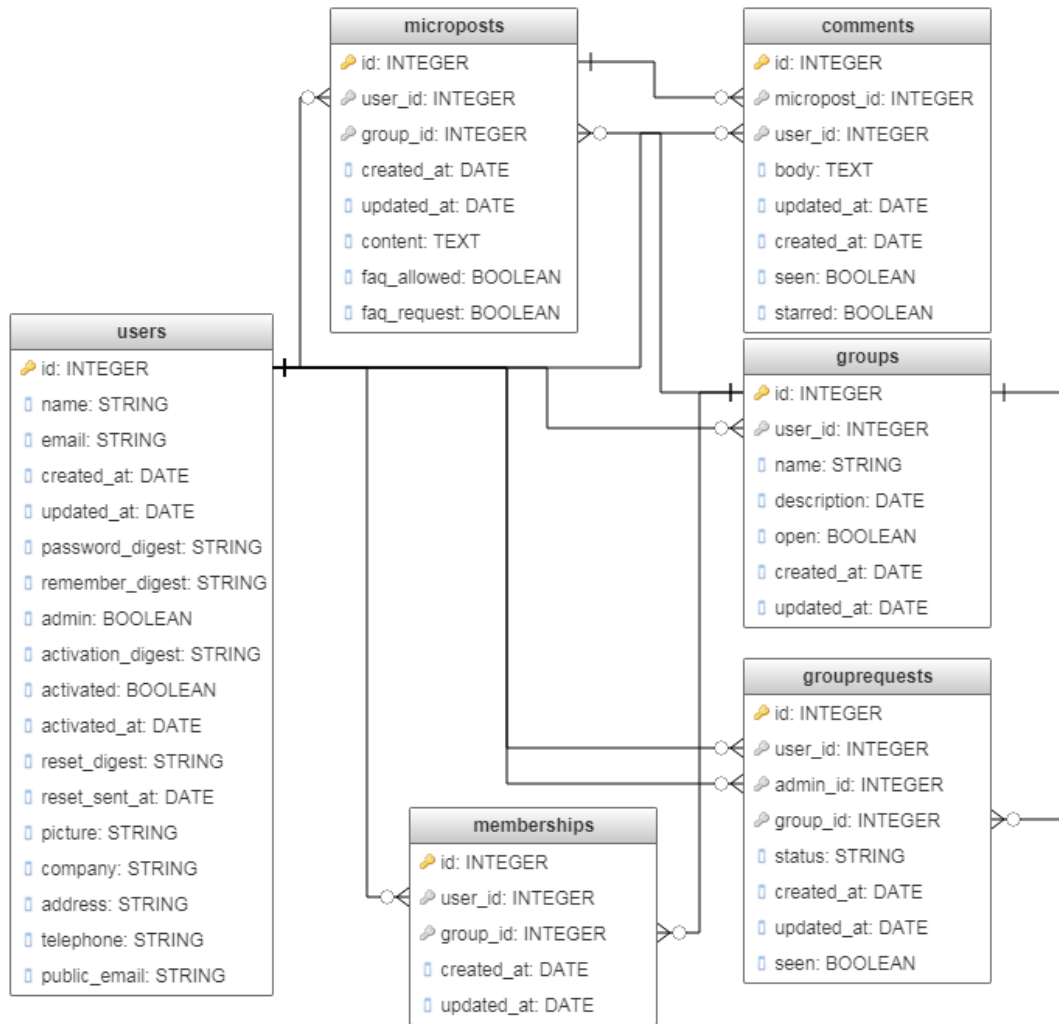 microposts
id: INTEGER
user_id: INTEGER
group_id: INTEGER
created_at: DATE
updated_at: DATE
content: TEXT
faq_allowed: BOOLEAN
faq_request: BOOLEAN
comments
id: INTEGER
micropost_id: INTEGER
user_id: INTEGER
body: TEXT
updated_at: DATE
created_at: DATE
seen: BOOLEAN
starred: BOOLEAN
users
id: INTEGER
name: STRING
email: STRING
created_at: DATE
updated_at: DATE
password_digest: STRING
remember_digest: STRING
admin: BOOLEAN
activation_digest: STRING
activated: BOOLEAN
activated_at: DATE
reset_digest: STRING
reset_sent_at: DATE
picture: STRING
company: STRING
address: STRING
telephone: STRING
public_email: STRING
groups
id: INTEGER
user_id: INTEGER
name: STRING
description: DATE
open: BOOLEAN
created_at: DATE
updated_at: DATE
grouprequests
id: INTEGER
user_id: INTEGER
admin_id: INTEGER
group_id: INTEGER
status: STRING
created_at: DATE
updated_at: DATE
seen: BOOLEAN
memberships
id: INTEGER
user_id: INTEGER
group_id: INTEGER
created_at: DATE
updated_at: DATE